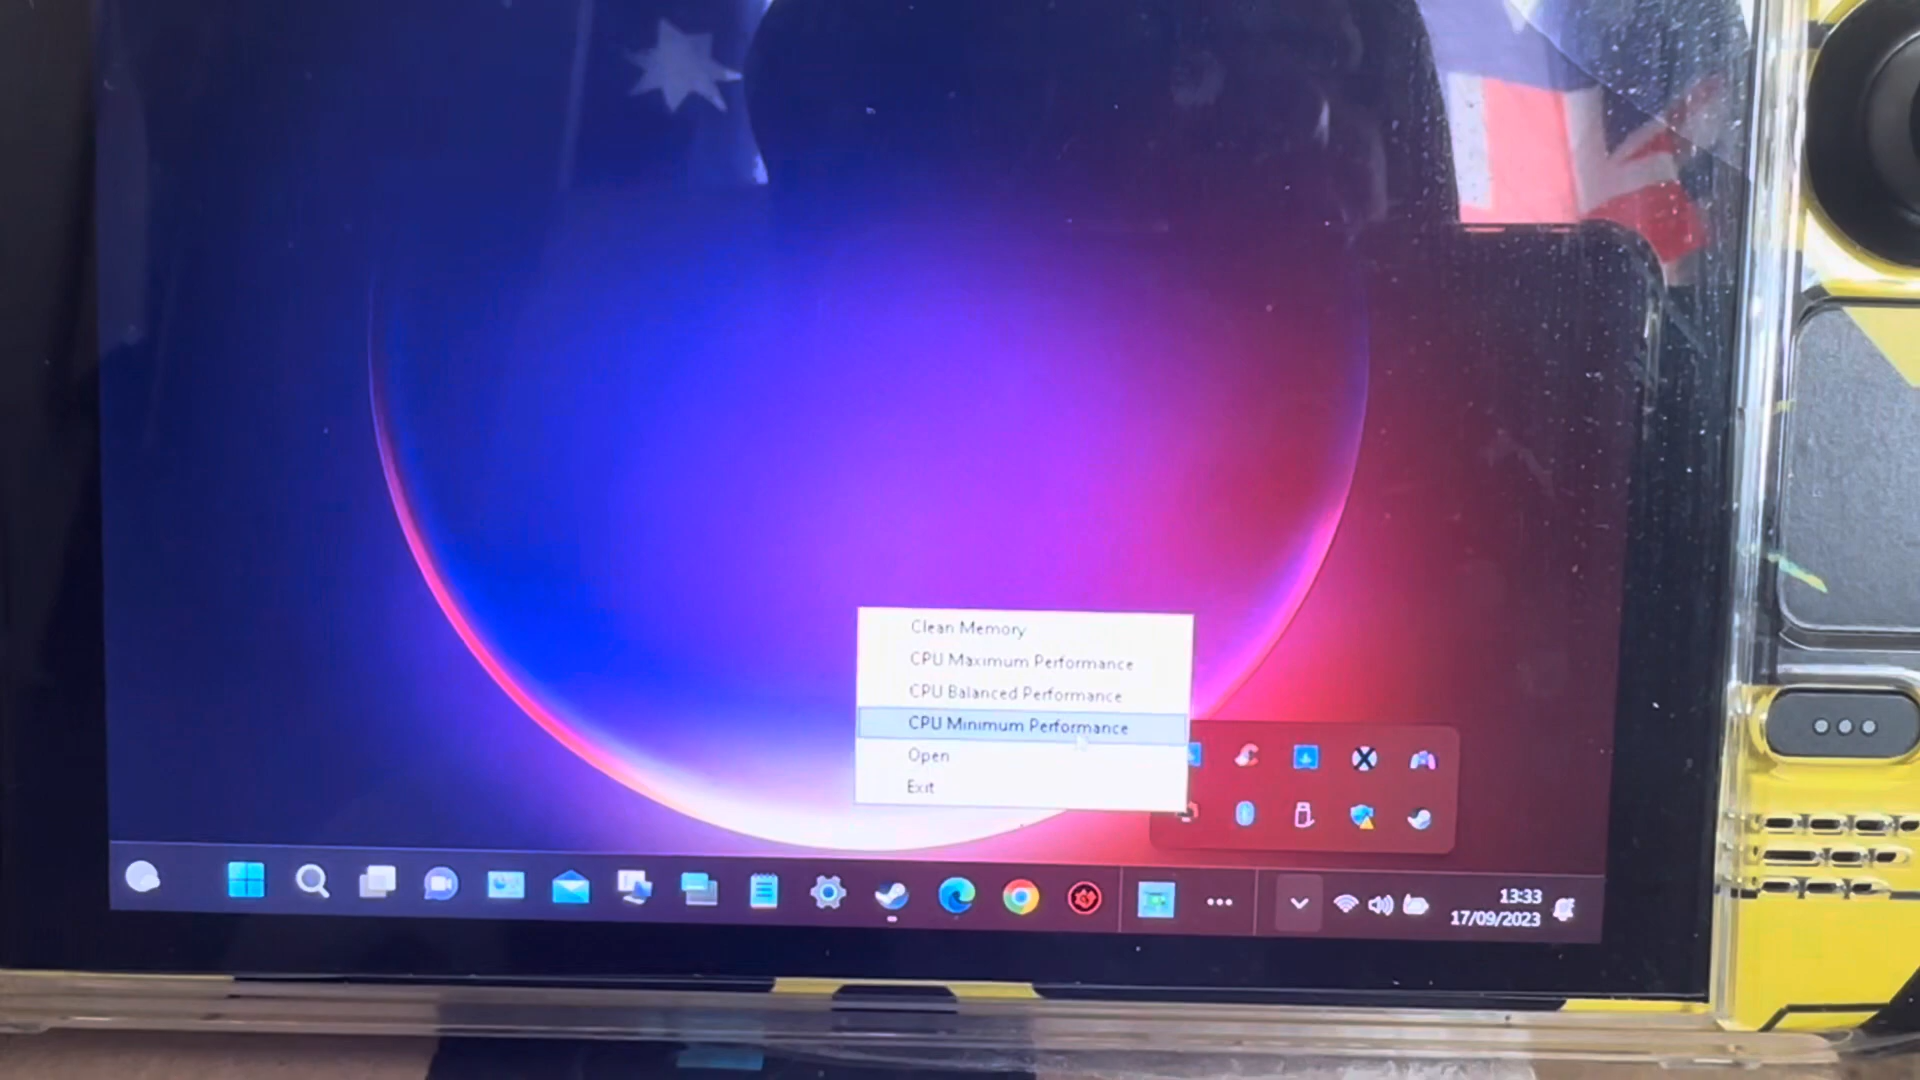 Clean Memory
CPU Maximum Performance
CPU Balanced Performance
CPU Minimum Performance
Open
Exit
13:33
17/09/2023